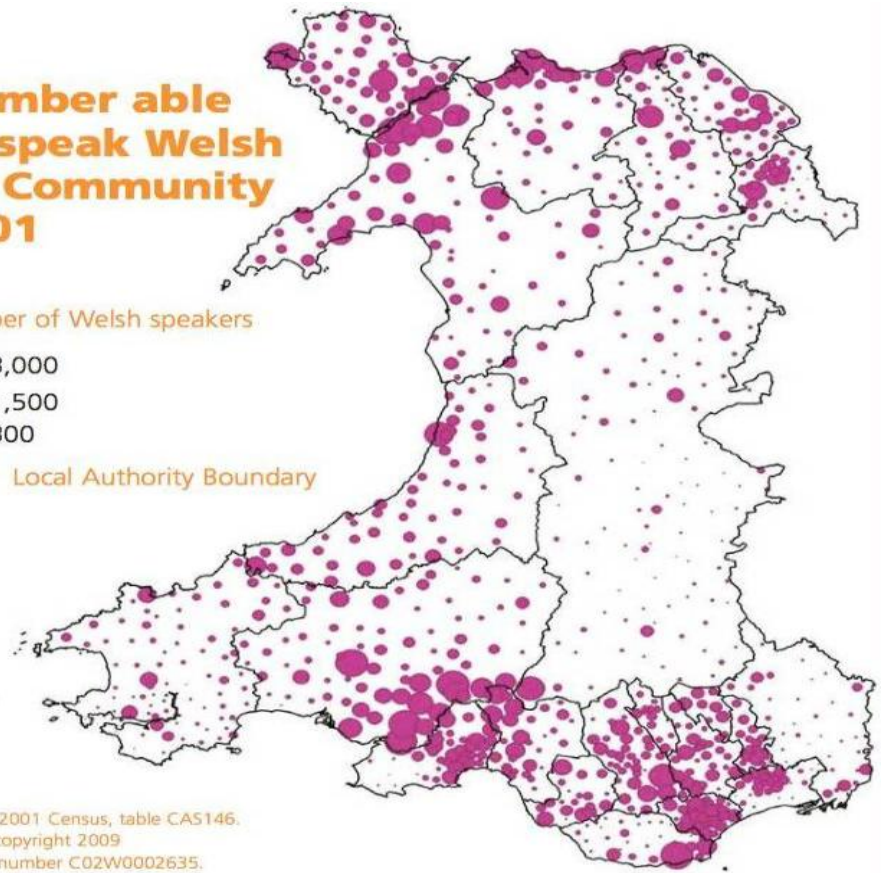 mber able
speak Welsh
Community
01
er of Welsh speakers
,000
,500
300
Local Authority Boundary
2001 Census, table CAS146.
opyright 2009
number C02W0002635.